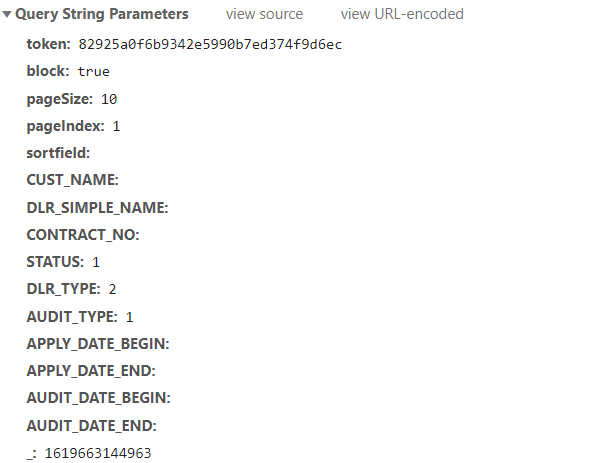 ▼ Query String Parameters view source view URL-encoded
token: 82925a0f6b9342e5990b7ed374f9d6ec
block: true
pageSize: 10
pageIndex: 1
sortfield:
CUST_NAME:
DLR_SIMPLE_NAME:
CONTRACT_NO:
STATUS: 1
DLR_TYPE: 2
AUDIT_TYPE: 1
APPLY_DATE_BEGIN:
APPLY_DATE_END:
AUDIT_DATE_BEGIN:
AUDIT_DATE_END:
_: 1619663144963